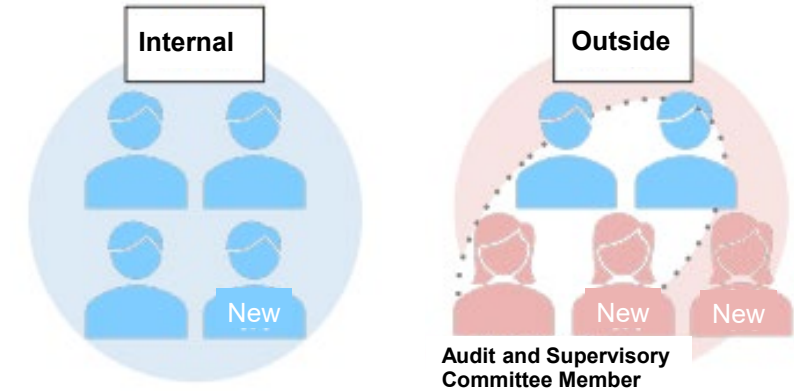 Internal
Outside
New
New
New
Audit and Supervisory
Committee Member